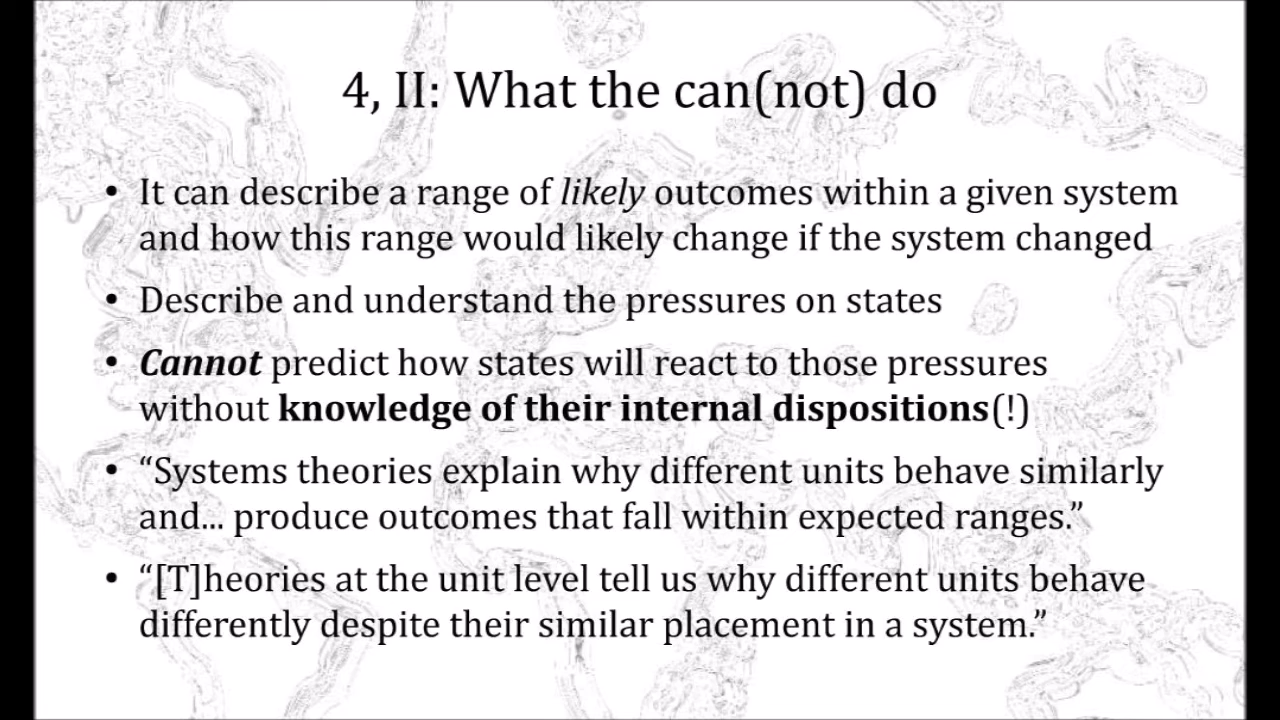 4, II: What the can(not) do
• It can describe a range of likely outcomes within a given system
and how this range would likely change if the system changed
• Describe and understand the pressures on states
• Cannot predict how states will react to those pressures
without knowledge of their internal dispositions(!)
• “Systems theories explain why different units behave similarly
and... produce outcomes that fall within expected ranges.”
• “[T]heories at the unit level tell us why different units behave
differently despite their similar placement in a system.”